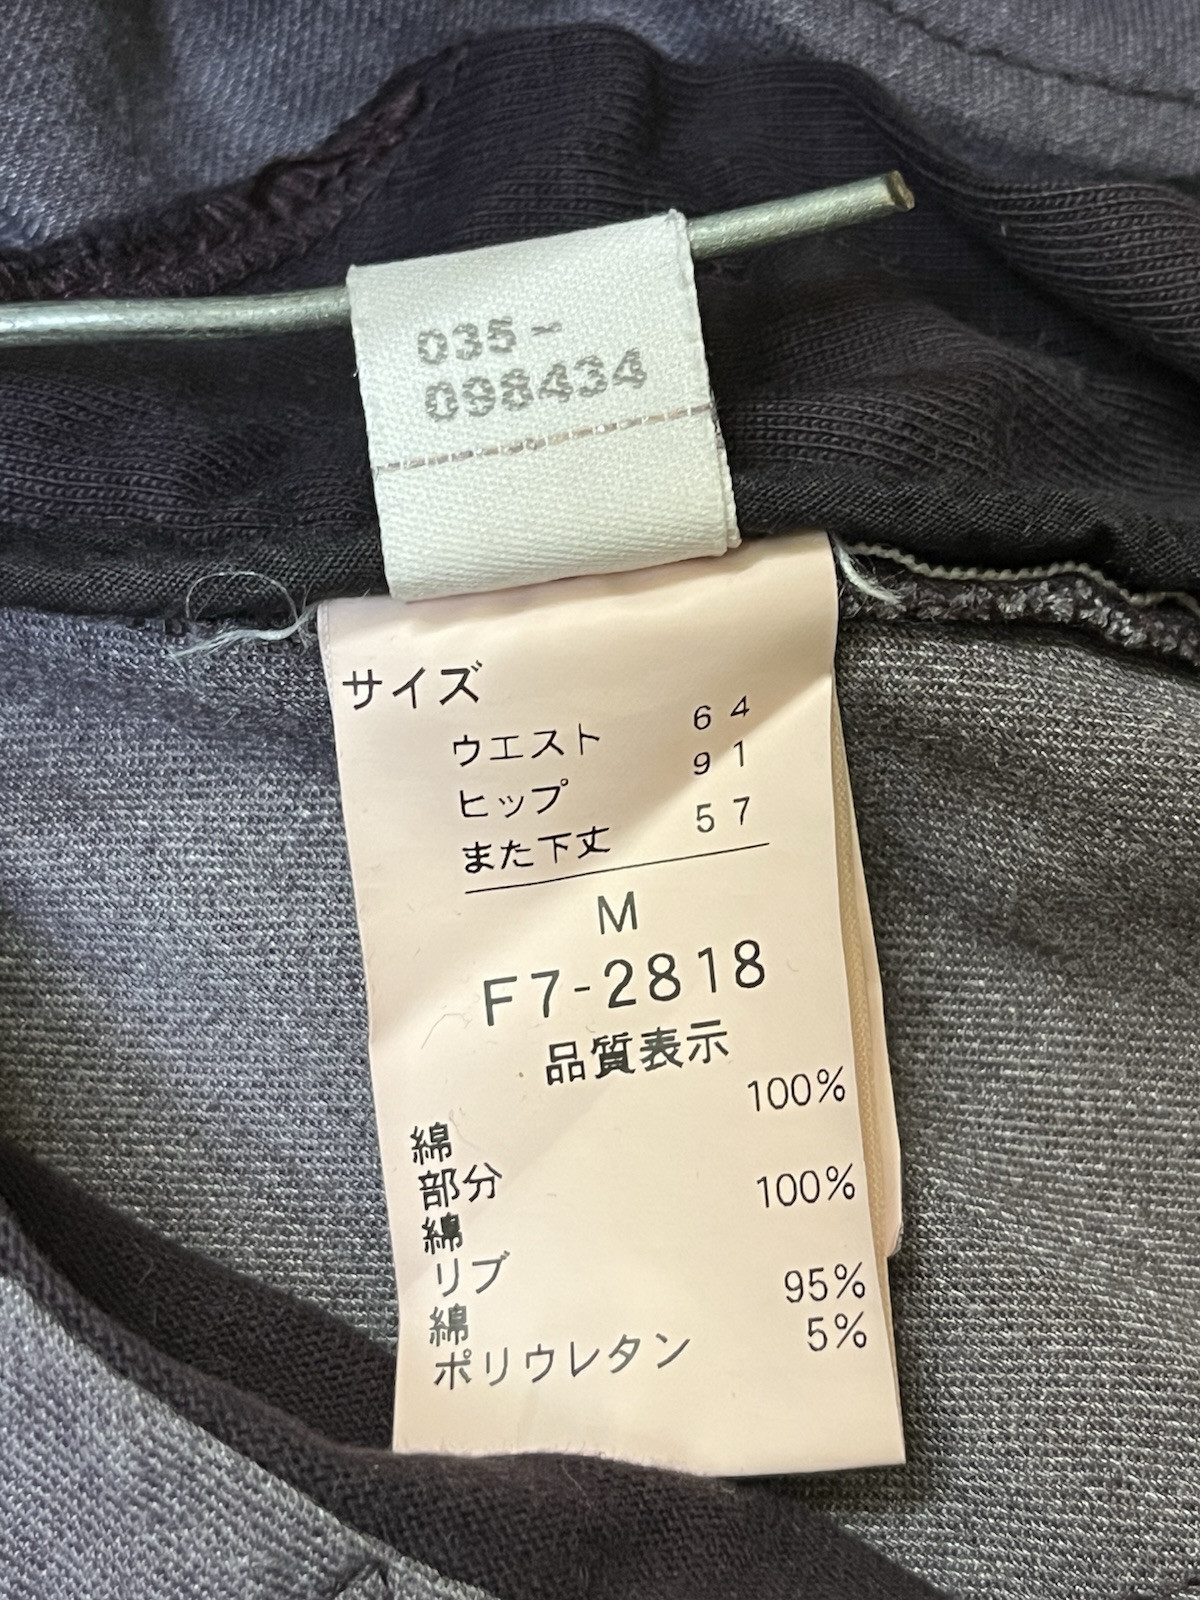 035-
098434
サイズ
ウエスト 64
ヒップ 91
また下丈 57
M
F7-2818
品質表示
100%
綿
部分
100%
綿
リブ
95%
綿
5%
ポリウレタン